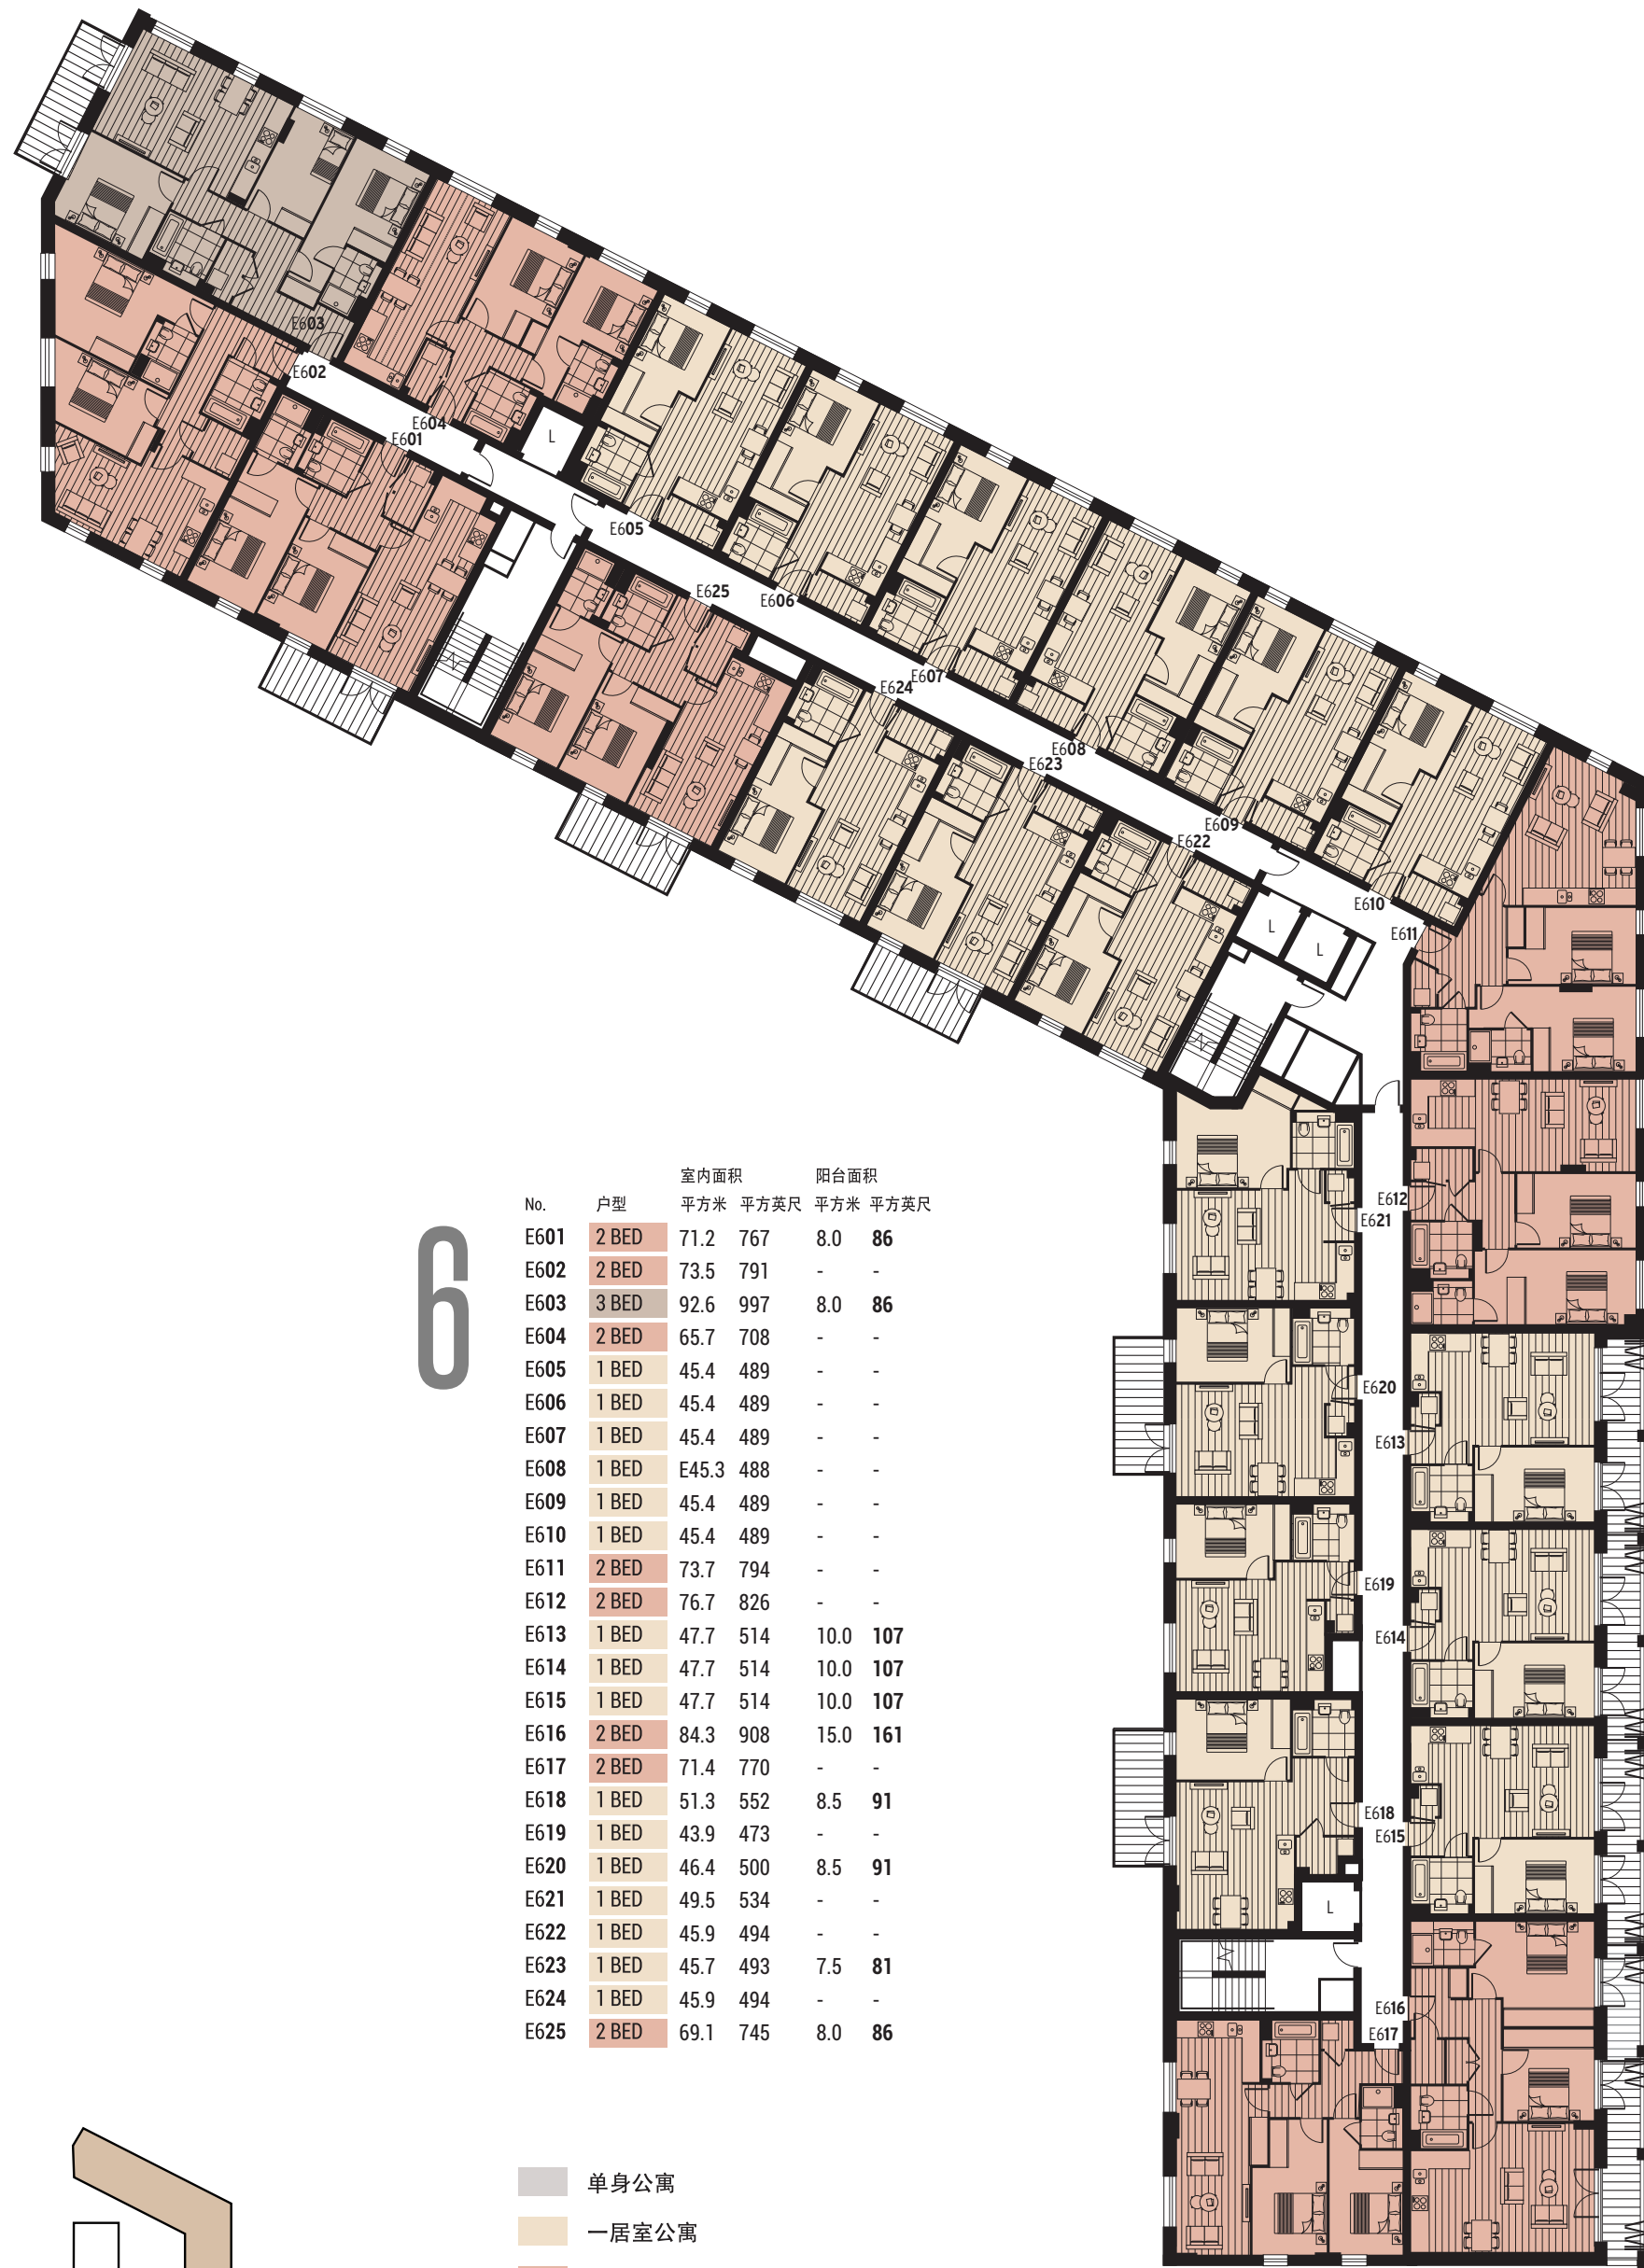 E603
E602
E604
E601
L
E605
E625
E606
E607
E624
E608
E623
E609
E622
E610
E611
L
L
E612
E621
E620
E613
E619
E614
E618
E615
L
E616
E617
6
室内面积 阳台面积
No. 户型 平方米 平方英尺 平方米 平方英尺
E601 2 BED 71.2 767 8.0 86
E602 2 BED 73.5 791 - -
E603 3 BED 92.6 997 8.0 86
E604 2 BED 65.7 708 - -
E605 1 BED 45.4 489 - -
E606 1 BED 45.4 489 - -
E607 1 BED 45.4 489 - -
E608 1 BED E45.3 488 - -
E609 1 BED 45.4 489 - -
E610 1 BED 45.4 489 - -
E611 2 BED 73.7 794 - -
E612 2 BED 76.7 826 - -
E613 1 BED 47.7 514 10.0 107
E614 1 BED 47.7 514 10.0 107
E615 1 BED 47.7 514 10.0 107
E616 2 BED 84.3 908 15.0 161
E617 2 BED 71.4 770 - -
E618 1 BED 51.3 552 8.5 91
E619 1 BED 43.9 473 - -
E620 1 BED 46.4 500 8.5 91
E621 1 BED 49.5 534 - -
E622 1 BED 45.9 494 - -
E623 1 BED 45.7 493 7.5 81
E624 1 BED 45.9 494 - -
E625 2 BED 69.1 745 8.0 86
单身公寓
一居室公寓